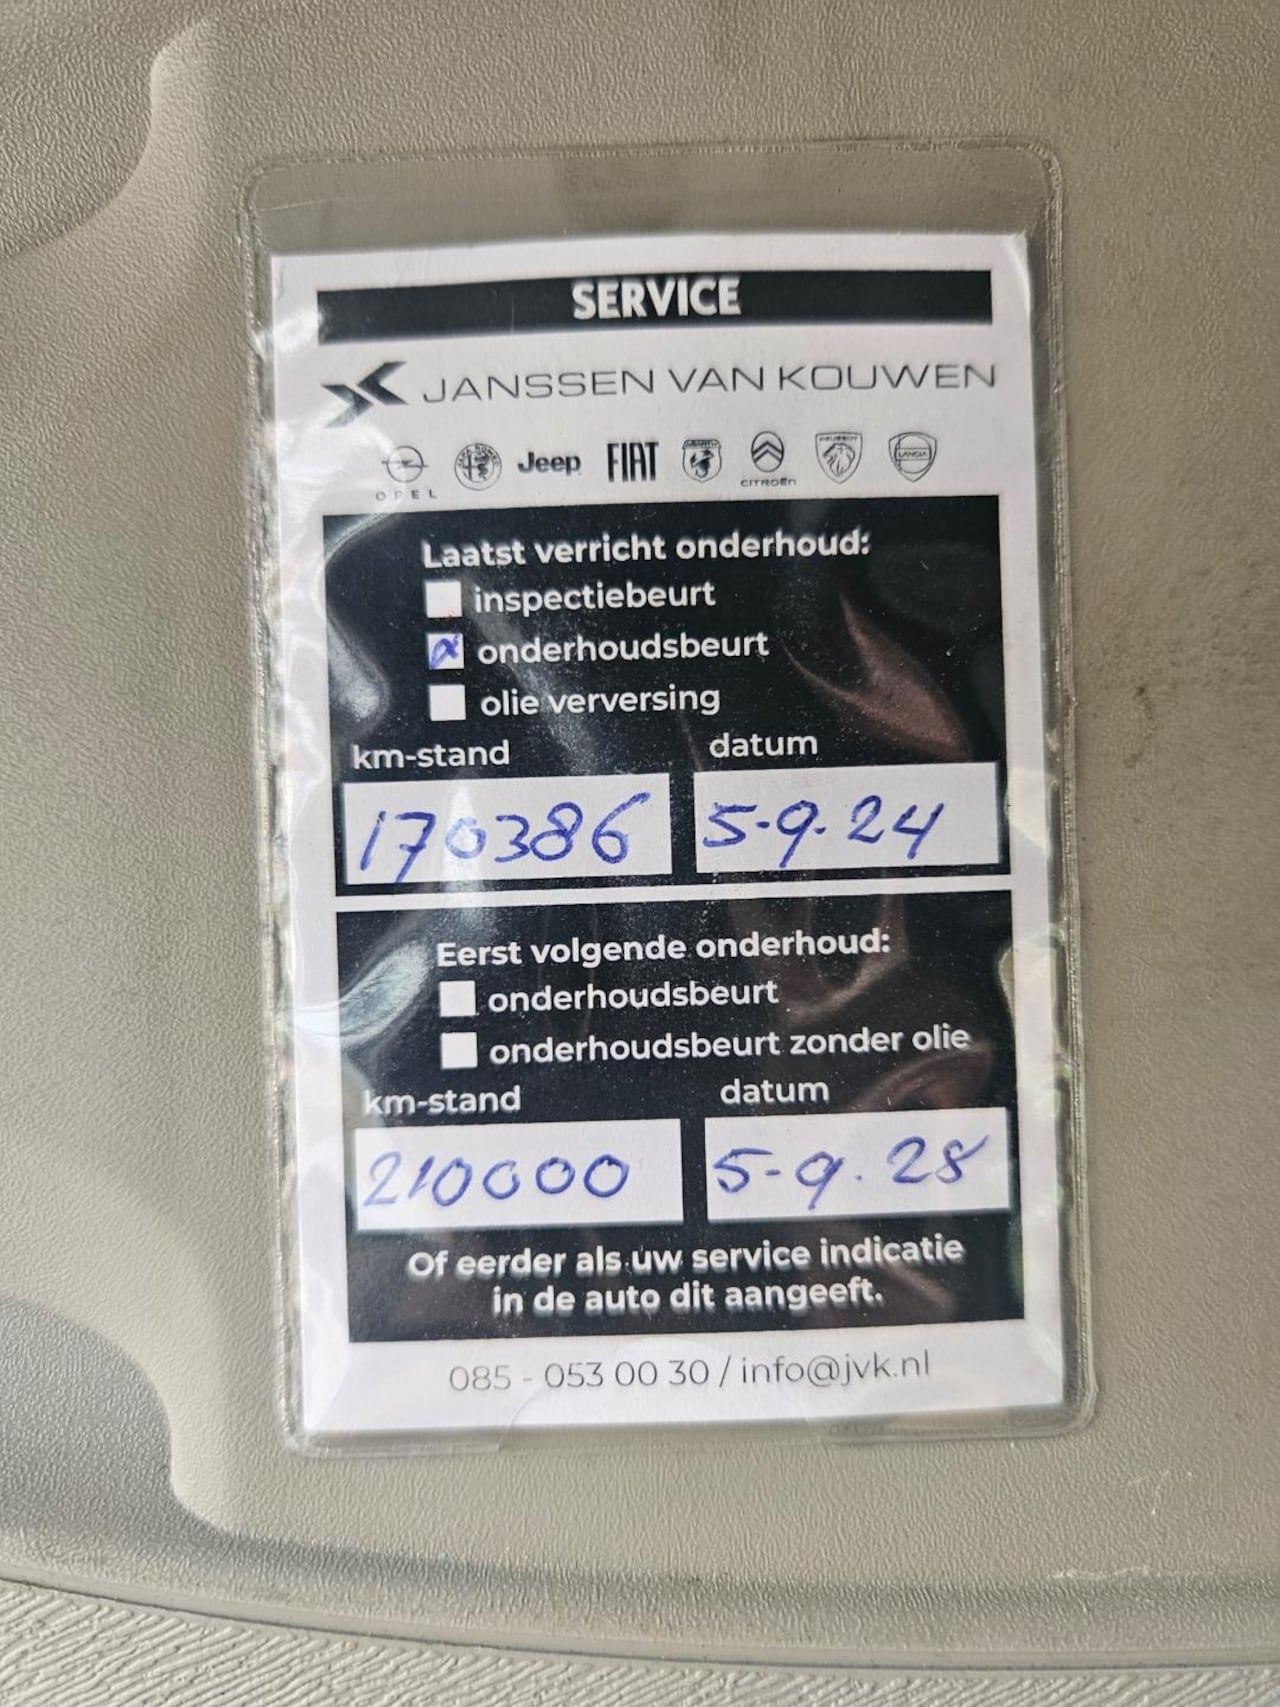 SERVICE
JANSSEN VAN KOUWEN
OPEL Jeep FIAT CITROËN PEUGEOT LANCIA
Laatst verricht onderhoud:
inspectiebeurt
onderhoudsbeurt
olie verversing
km-stand datum
170386 5-9-24
Eerst volgende onderhoud:
onderhoudsbeurt
onderhoudsbeurt zonder olie
km-stand datum
210000 5-9.28
Of eerder als uw service indicatie
in de auto dit aangeeft.
085 - 053 00 30 / info@jvk.nl